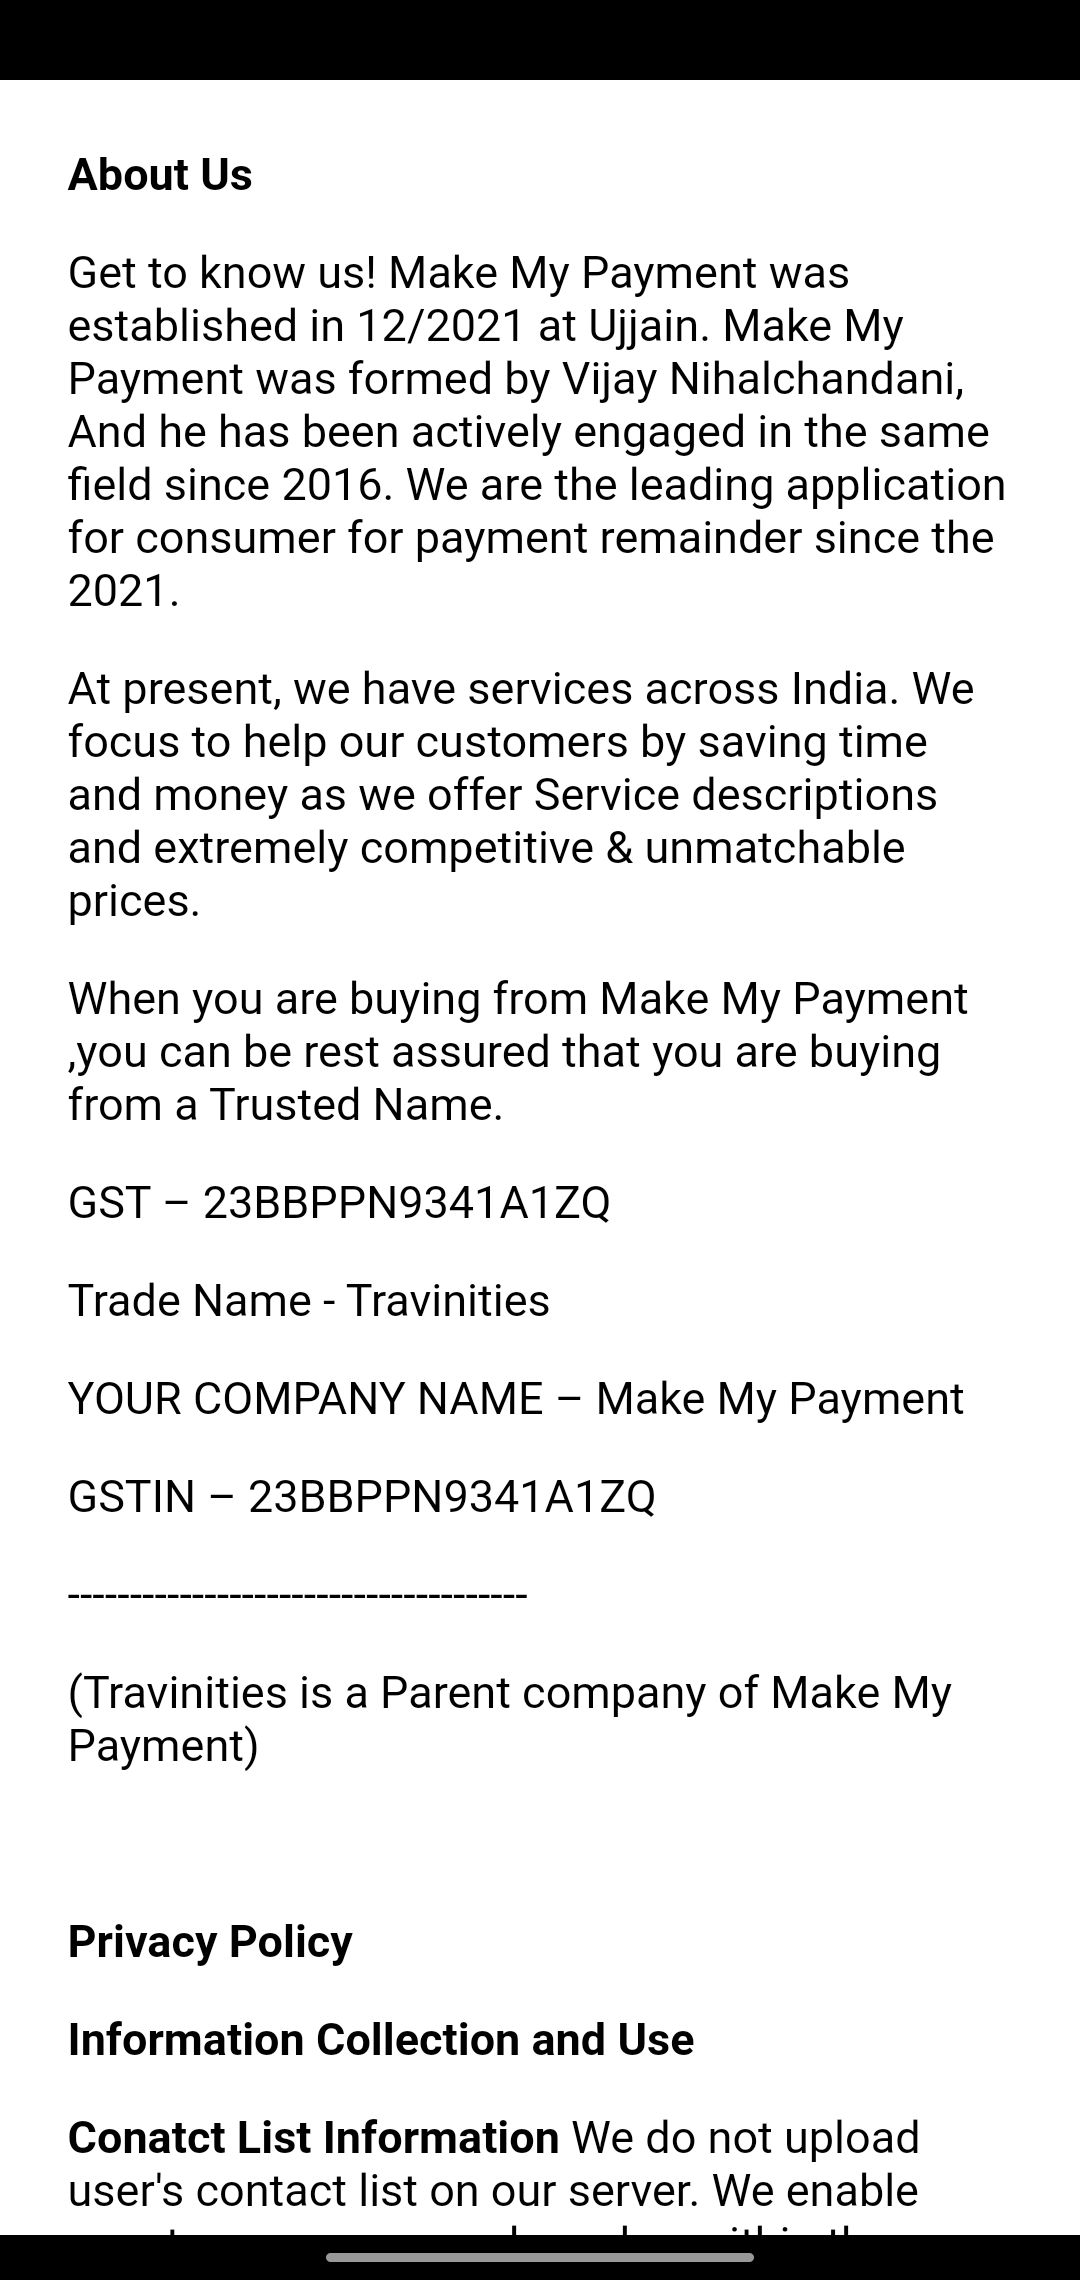 About Us
Get to know us! Make My Payment was
established in 12/2021 at Ujjain. Make My
Payment was formed by Vijay Nihalchandani,
And he has been actively engaged in the same
field since 2016. We are the leading application
for consumer for payment remainder since the
2021.
At present, we have services across India. We
focus to help our customers by saving time
and money as we offer Service descriptions
and extremely competitive & unmatchable
prices.
When you are buying from Make My Payment
,you can be rest assured that you are buying
from a Trusted Name.
GST – 23BBPPN9341A1ZQ
Trade Name - Travinities
YOUR COMPANY NAME – Make My Payment
GSTIN – 23BBPPN9341A1ZQ
-------------------------------------
(Travinities is a Parent company of Make My
Payment)
Privacy Policy
Information Collection and Use
Conatct List Information We do not upload
user's contact list on our server. We enable